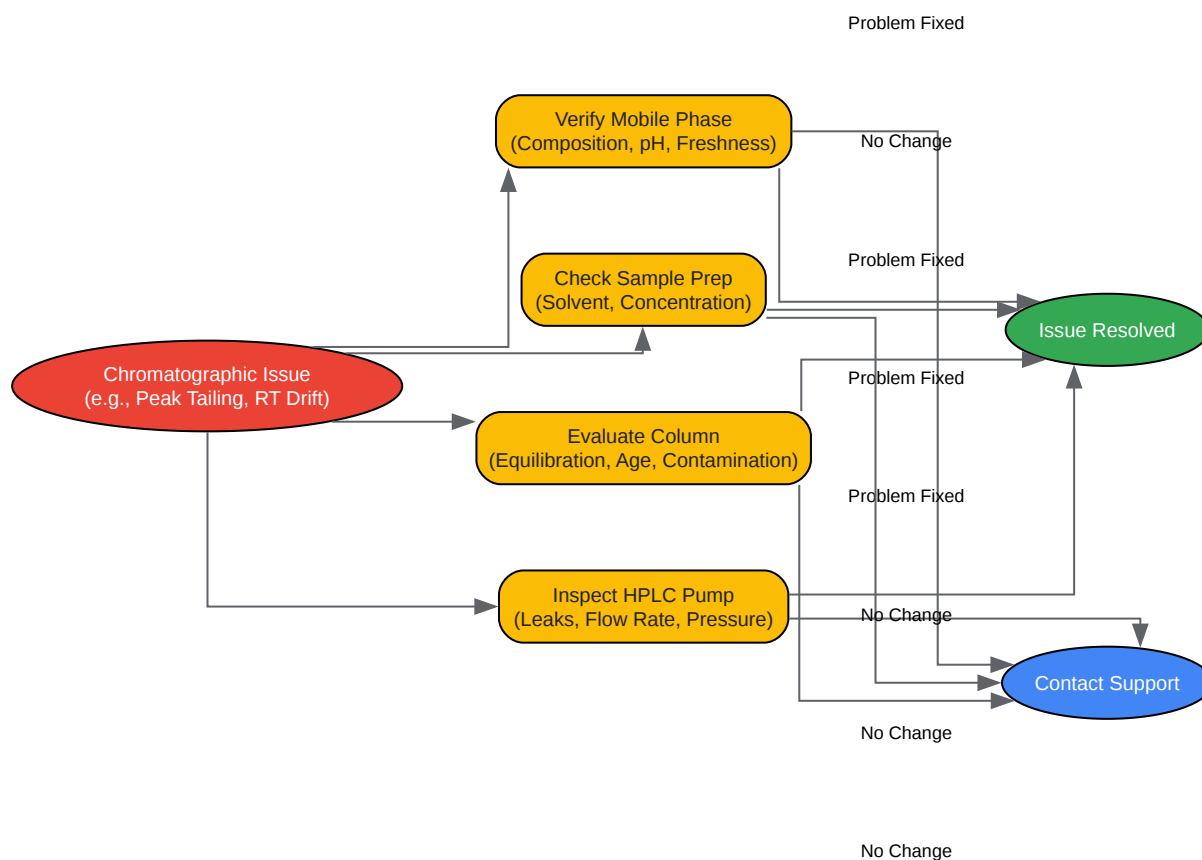 Problem Fixed
Verify Mobile Phase
(Composition, pH, Freshness)
No Change
Problem Fixed
Check Sample Prep
(Solvent, Concentration)
Issue Resolved
Chromatographic Issue
(e.g., Peak Tailing, RT Drift)
Problem Fixed
Evaluate Column
(Equilibration, Age, Contamination)
Problem Fixed
Inspect HPLC Pump
(Leaks, Flow Rate, Pressure)
No Change
Contact Support
No Change
No Change